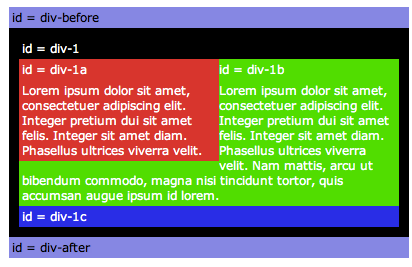 id = div-before
id = div-1
id = div-1a
Lorem ipsum dolor sit amet,
consectetuer adipiscing elit.
Integer pretium dui sit amet
felis. Integer sit amet diam.
Phasellus ultrices viverra velit.
id = div-1b
Lorem ipsum dolor sit amet,
consectetuer adipiscing elit.
Integer pretium dui sit amet
felis. Integer sit amet diam.
Phasellus ultrices viverra
velit. Nam mattis, arcu ut
bibendum commodo, magna nisi tincidunt tortor, quis
accumsan augue ipsum id lorem.
id = div-1c
id = div-after